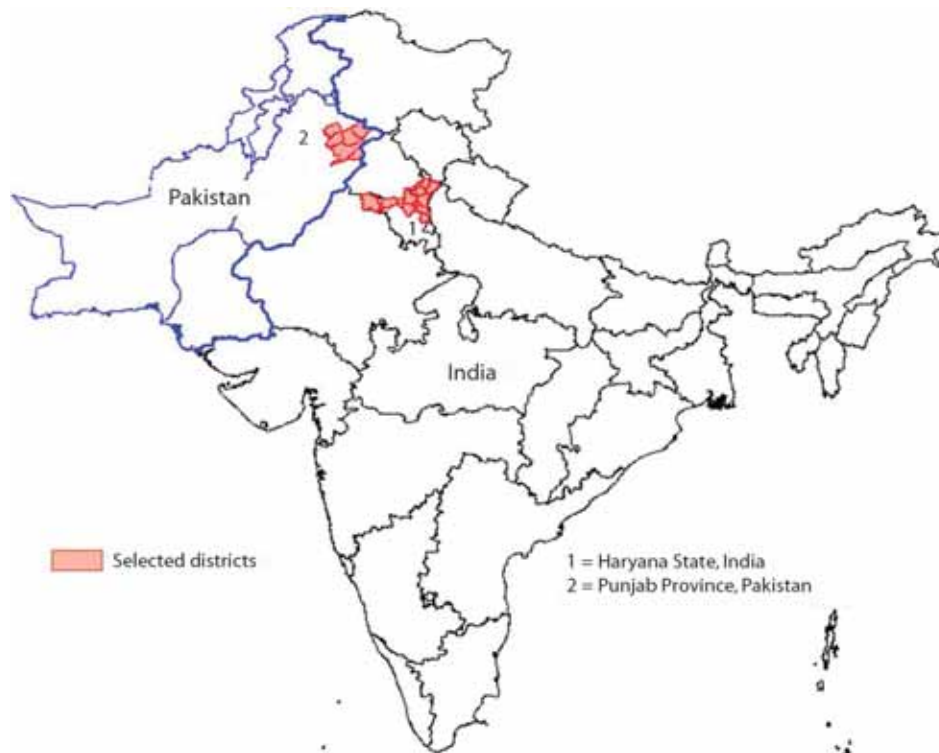 2
Pakistan
1
India
Selected districts
1 = Haryana State, India
2 = Punjab Province, Pakistan